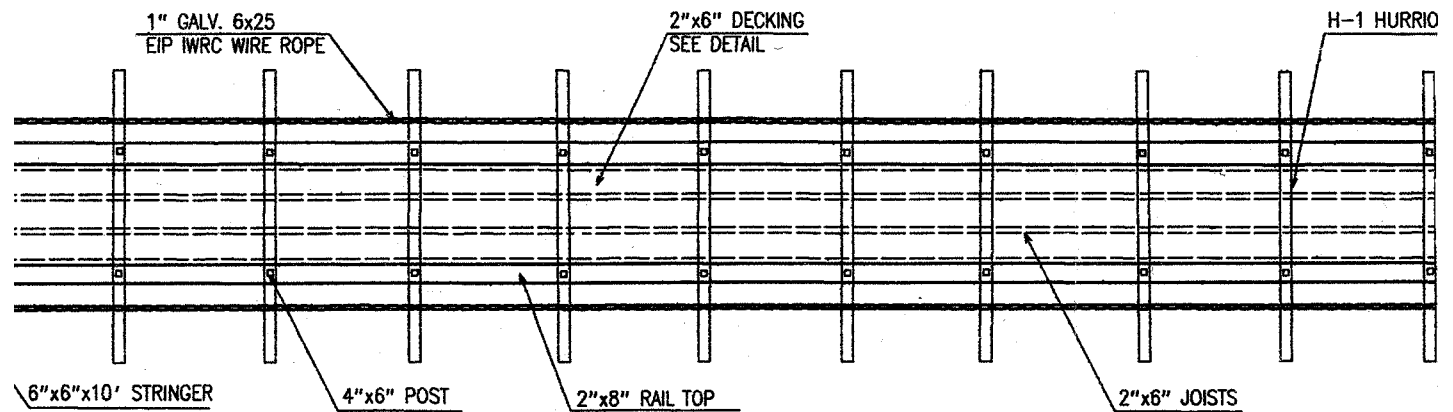 1" GALV. 6x25
EIP IWRC WIRE ROPE
2"x6" DECKING
SEE DETAIL
H-1
6"x6"x10' STRINGER
4"x6" POST
2"x8" RAIL TOP
2"x6" JOISTS